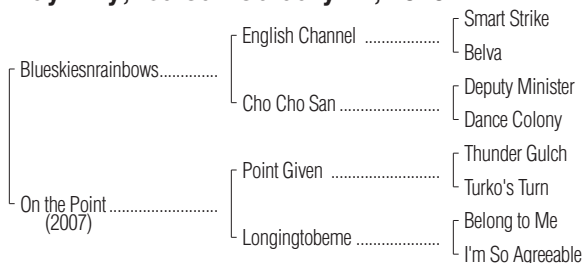 English Channel ..................
Smart Strike
Belva
Blueskiesnrainbows..............
Cho Cho San ........................
Deputy Minister
Dance Colony
Point Given ..........................
Thunder Gulch
Turko's Turn
On the Point ..........................
(2007)
Longingtobeme ....................
Belong to Me
I'm So Agreeable